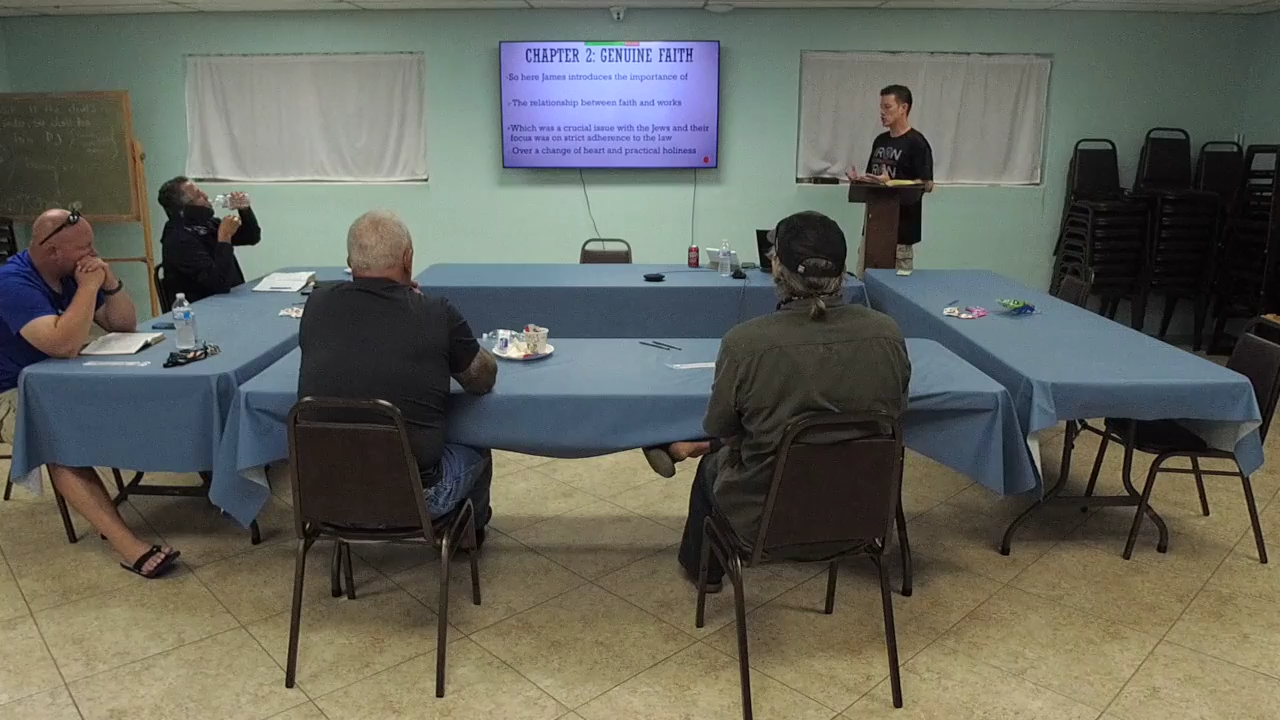 CHAPTER 2: GENUINE FAITH
So here James introduces the importance of
The relationship between faith and works
Which was a crucial issue with the Jews and their
focus was on strict adherence to the law
Over a change of heart and practical holiness
IRON